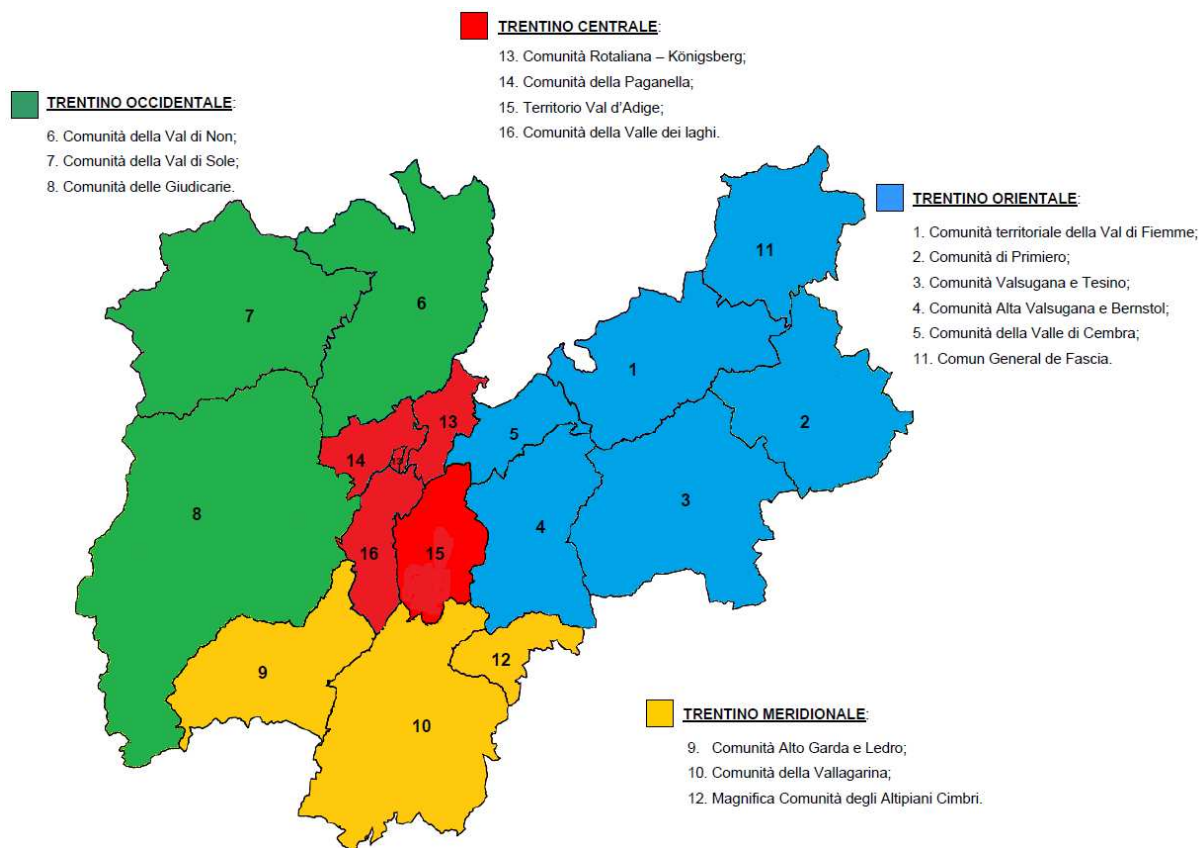 TRENTINO CENTRALE:
13. Comunità Rotaliana – Königsberg;
14. Comunità della Paganella;
15. Territorio Val d'Adige;
16. Comunità della Valle dei laghi.
TRENTINO OCCIDENTALE:
6. Comunità della Val di Non;
7. Comunità della Val di Sole;
8. Comunità delle Giudicarie.
TRENTINO ORIENTALE:
1. Comunità territoriale della Val di Fiemme;
2. Comunità di Primiero;
3. Comunità Valsugana e Tesino;
4. Comunità Alta Valsugana e Bernstol;
5. Comunità della Valle di Cembra;
11. Comun General de Fascia.
11
6
7
1
13
5
2
14
8
3
4
16
15
12
9
10
TRENTINO MERIDIONALE:
9. Comunità Alto Garda e Ledro;
10. Comunità della Vallagarina;
12. Magnifica Comunità degli Altipiani Cimbri.